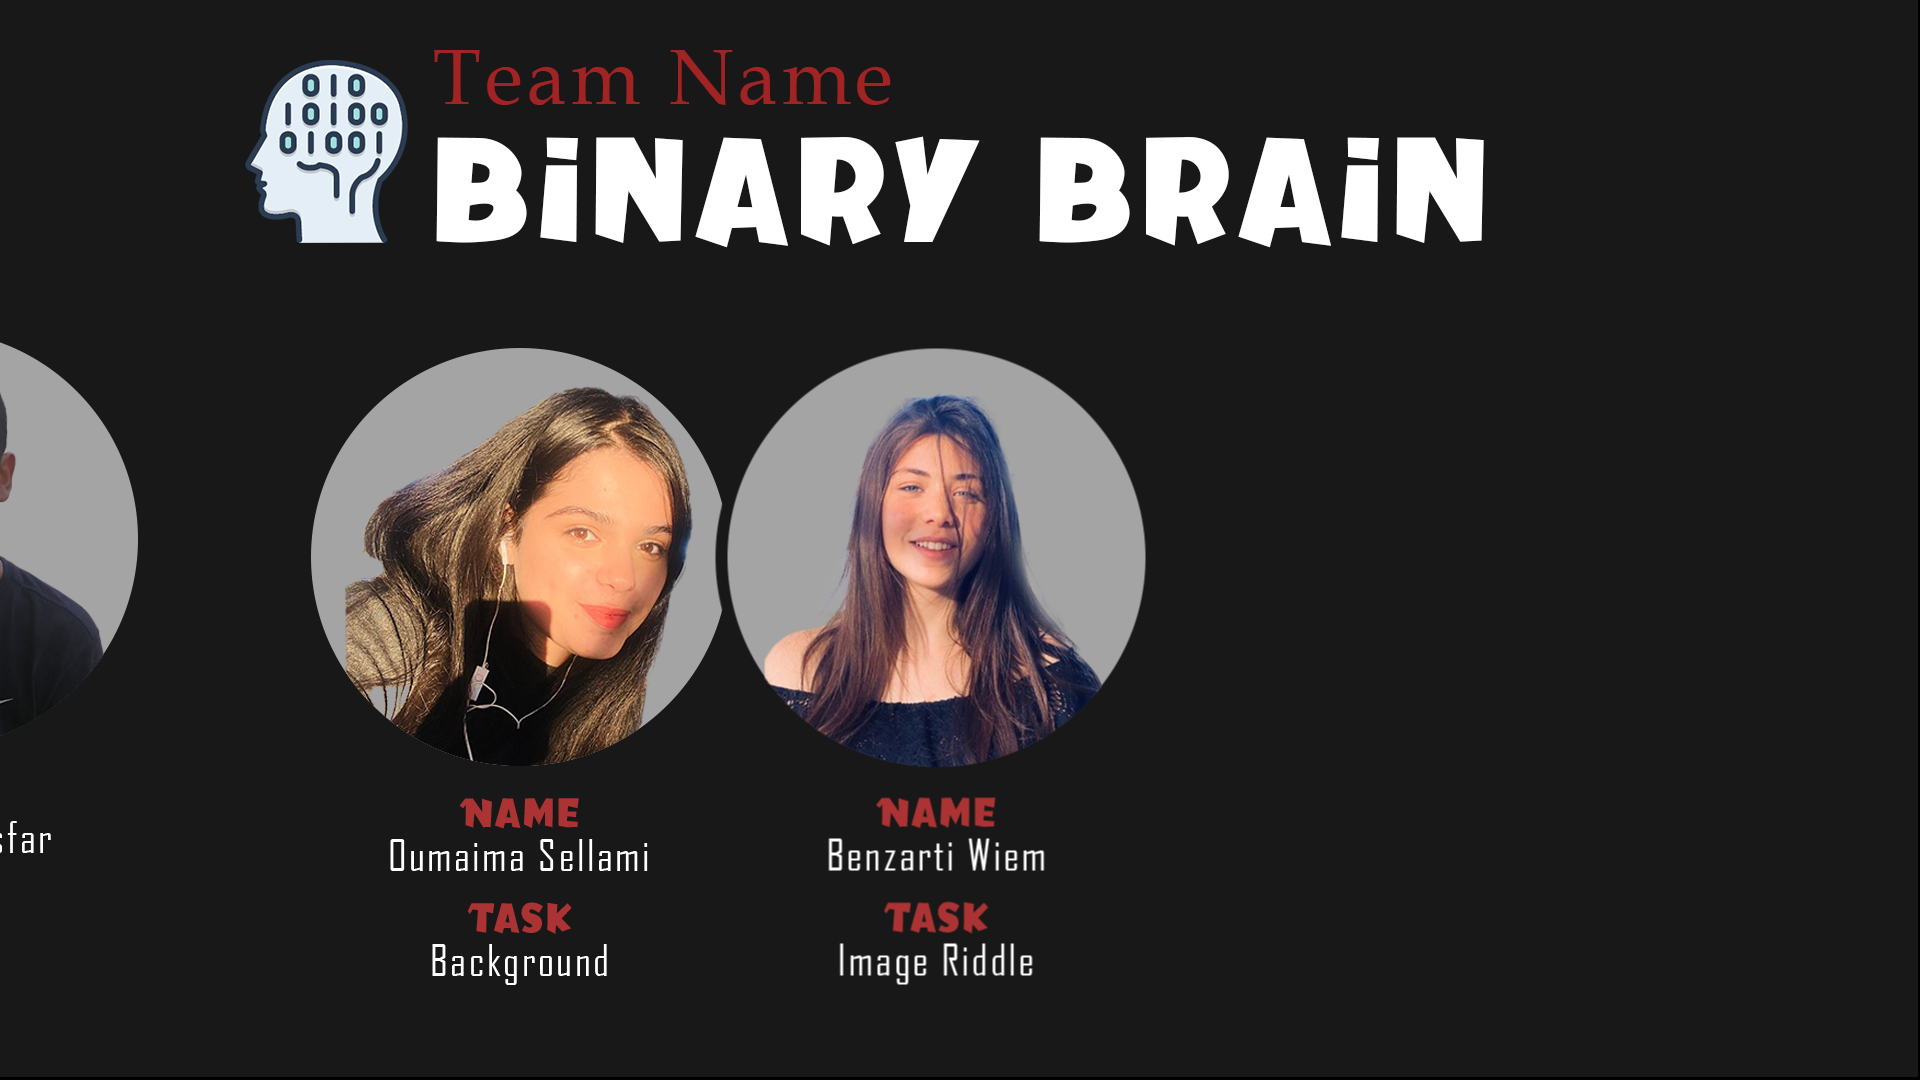 010
10100
01001
Team Name
BiNARY BRAiN
NAME
Oumaima Sellami
TASK
Background
NAME
Benzarti Wiem
TASK
Image Riddle